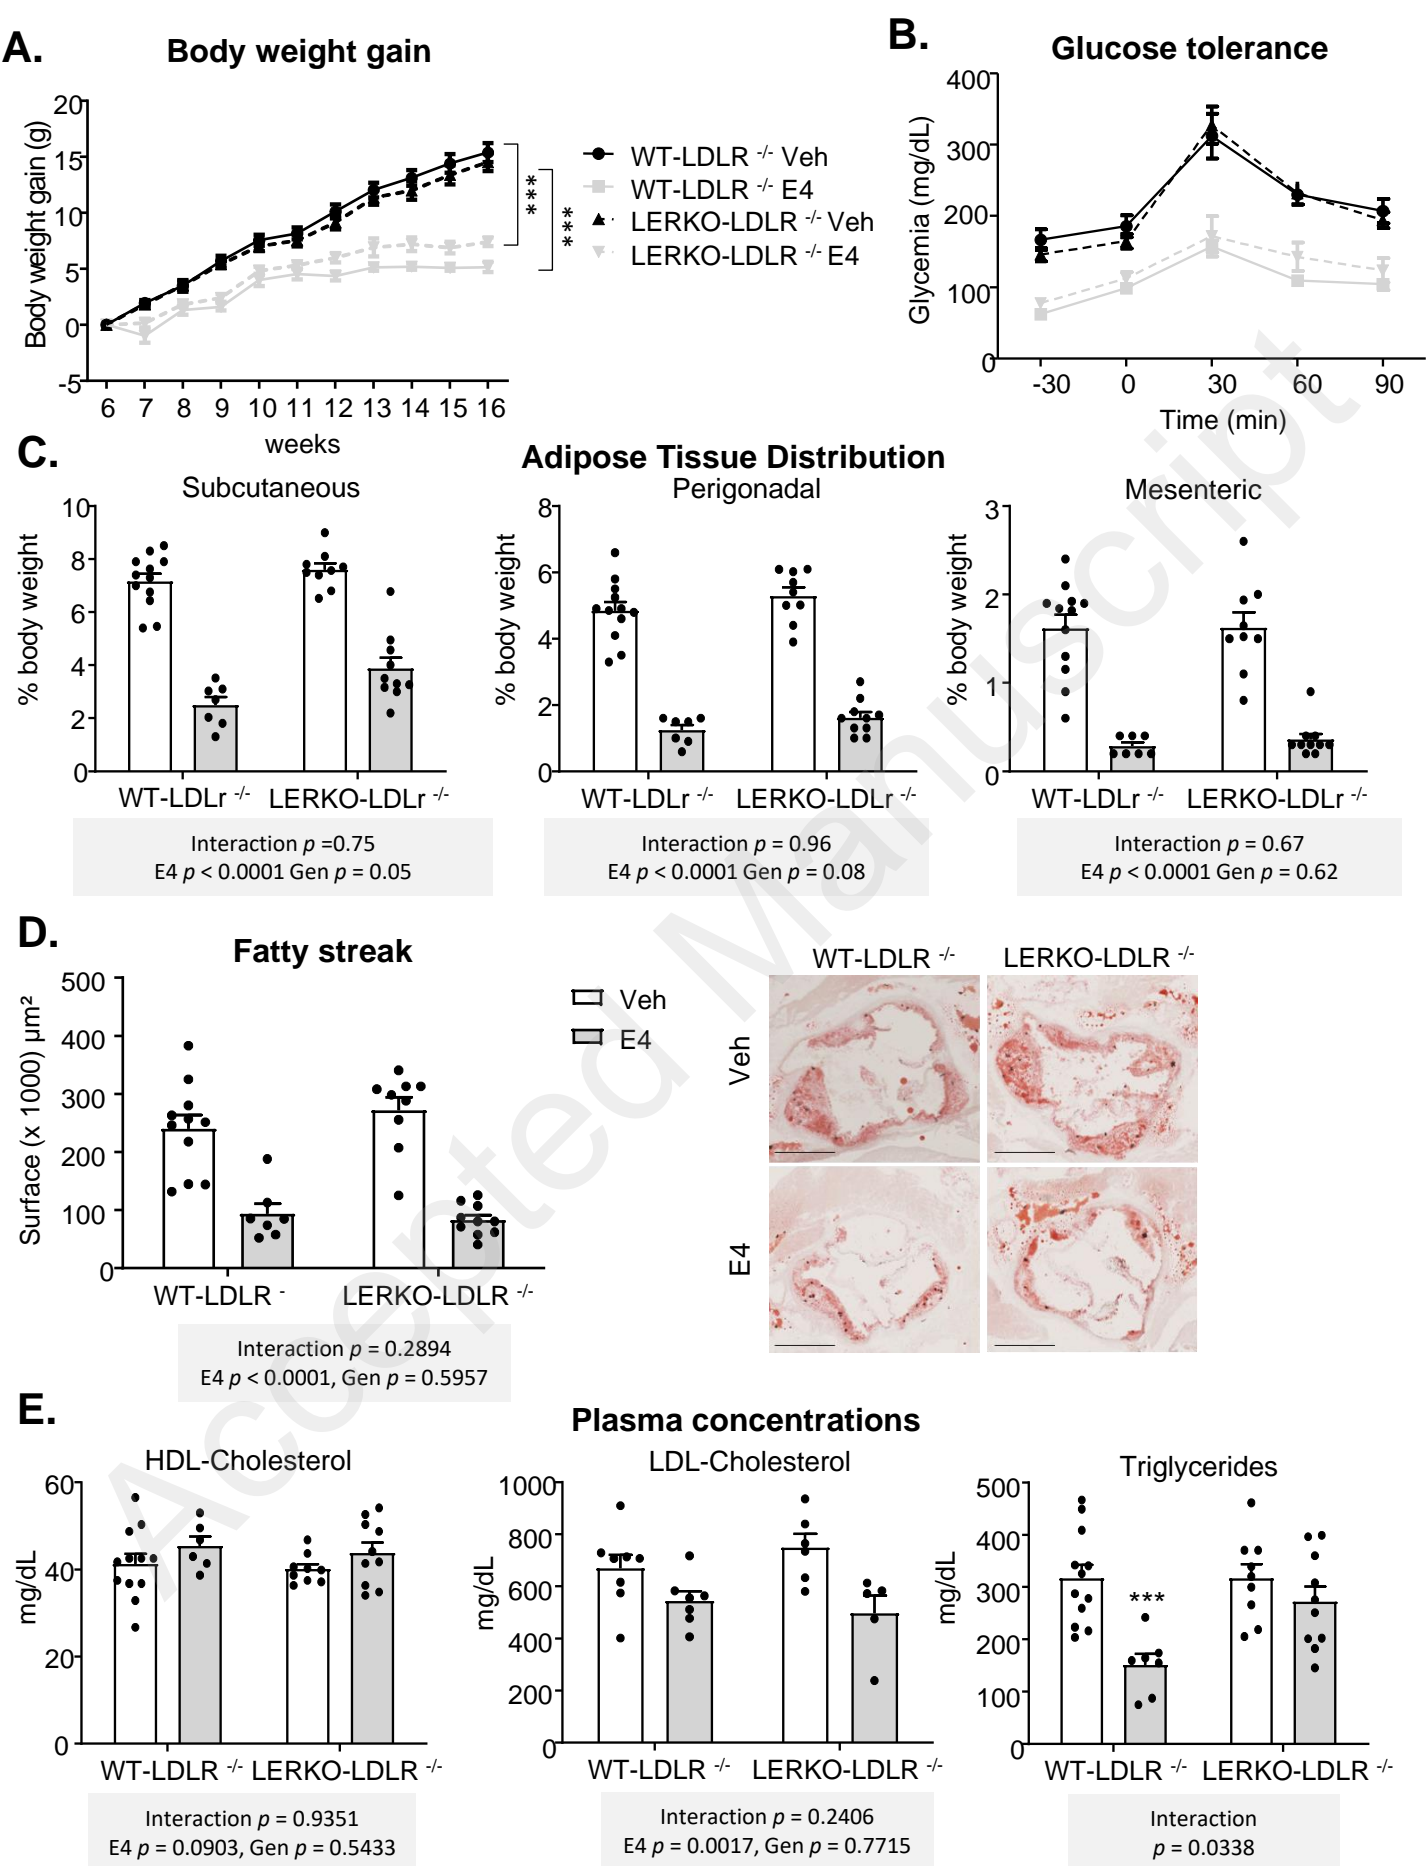 A.
Body weight gain
Body weight gain (g)
20
15
10
5
0
-5
6 7 8 9 10 11 12 13 14 15 16
weeks
***
***
WT-LDLR -/- Veh
WT-LDLR -/- E4
LERKO-LDLR -/- Veh
LERKO-LDLR -/- E4
B.
Glucose tolerance
Glycemia (mg/dL)
400
300
200
100
0
-30 0 30 60 90
Time (min)
C.
Adipose Tissue Distribution
Subcutaneous
% body weight
10
8
6
4
2
0
WT-LDLr -/- LERKO-LDLr -/-
Interaction p =0.75
E4 p < 0.0001 Gen p = 0.05
Perigonadal
% body weight
8
6
4
2
0
WT-LDLr -/- LERKO-LDLr -/-
Interaction p = 0.96
E4 p < 0.0001 Gen p = 0.08
Mesenteric
% body weight
3
2
1
0
WT-LDLr -/- LERKO-LDLr -/-
Interaction p = 0.67
E4 p < 0.0001 Gen p = 0.62
D.
Fatty streak
Surface (x 1000) µm²
500
400
300
200
100
0
WT-LDLR - LERKO-LDLR -/-
Interaction p = 0.2894
E4 p < 0.0001, Gen p = 0.5957
Veh
E4
WT-LDLR -/- LERKO-LDLR -/-
Veh
E4
E.
Plasma concentrations
HDL-Cholesterol
mg/dL
60
40
20
0
WT-LDLR -/- LERKO-LDLR -/-
Interaction p = 0.9351
E4 p = 0.0903, Gen p = 0.5433
LDL-Cholesterol
mg/dL
1000
800
600
400
200
0
WT-LDLR -/- LERKO-LDLR -/-
Interaction p = 0.2406
E4 p = 0.0017, Gen p = 0.7715
Triglycerides
mg/dL
500
400
300
200
100
0
***
WT-LDLR -/- LERKO-LDLR -/-
Interaction
p = 0.0338
Accepted Manuscript